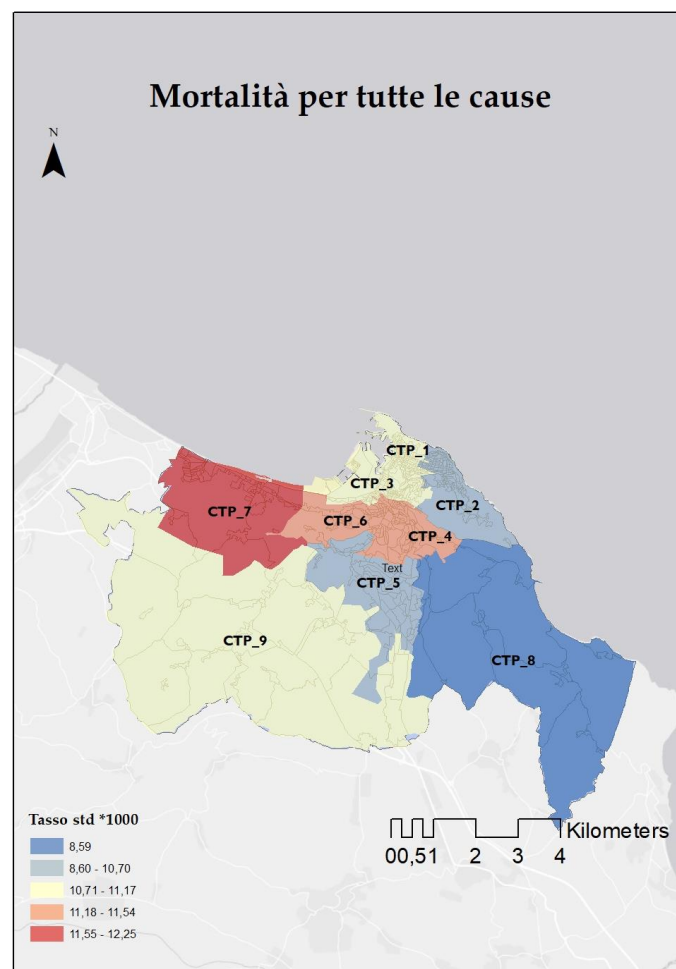 Mortalità per tutte le cause
N
CTP_1
CTP_3
CTP_2
CTP_7
CTP_6
CTP_4
Text
CTP_5
CTP_9
CTP_8
Tasso std *1000
8,59
8,60 - 10,70
10,71 - 11,17
11,18 - 11,54
11,55 - 12,25
Kilometers
00,51 2 3 4